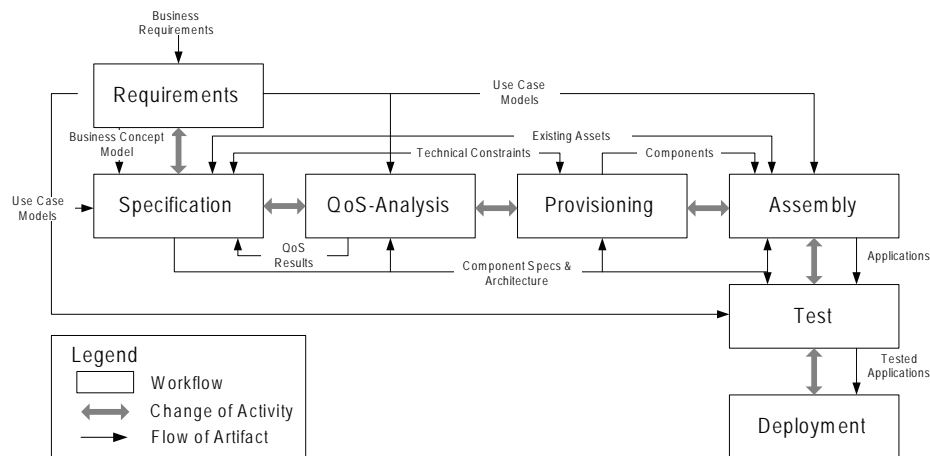 Business
Requirements
Requirements
Use Case
Models
Business Concept
Model
Existing Assets
Technical Constraints
Components
Use Case
Models
Specification
QoS-Analysis
Provisioning
Assembly
QoS
Results
Component Specs &
Architecture
Applications
Test
Tested
Applications
Deployment
Legend
Workflow
Change of Activity
Flow of Artifact